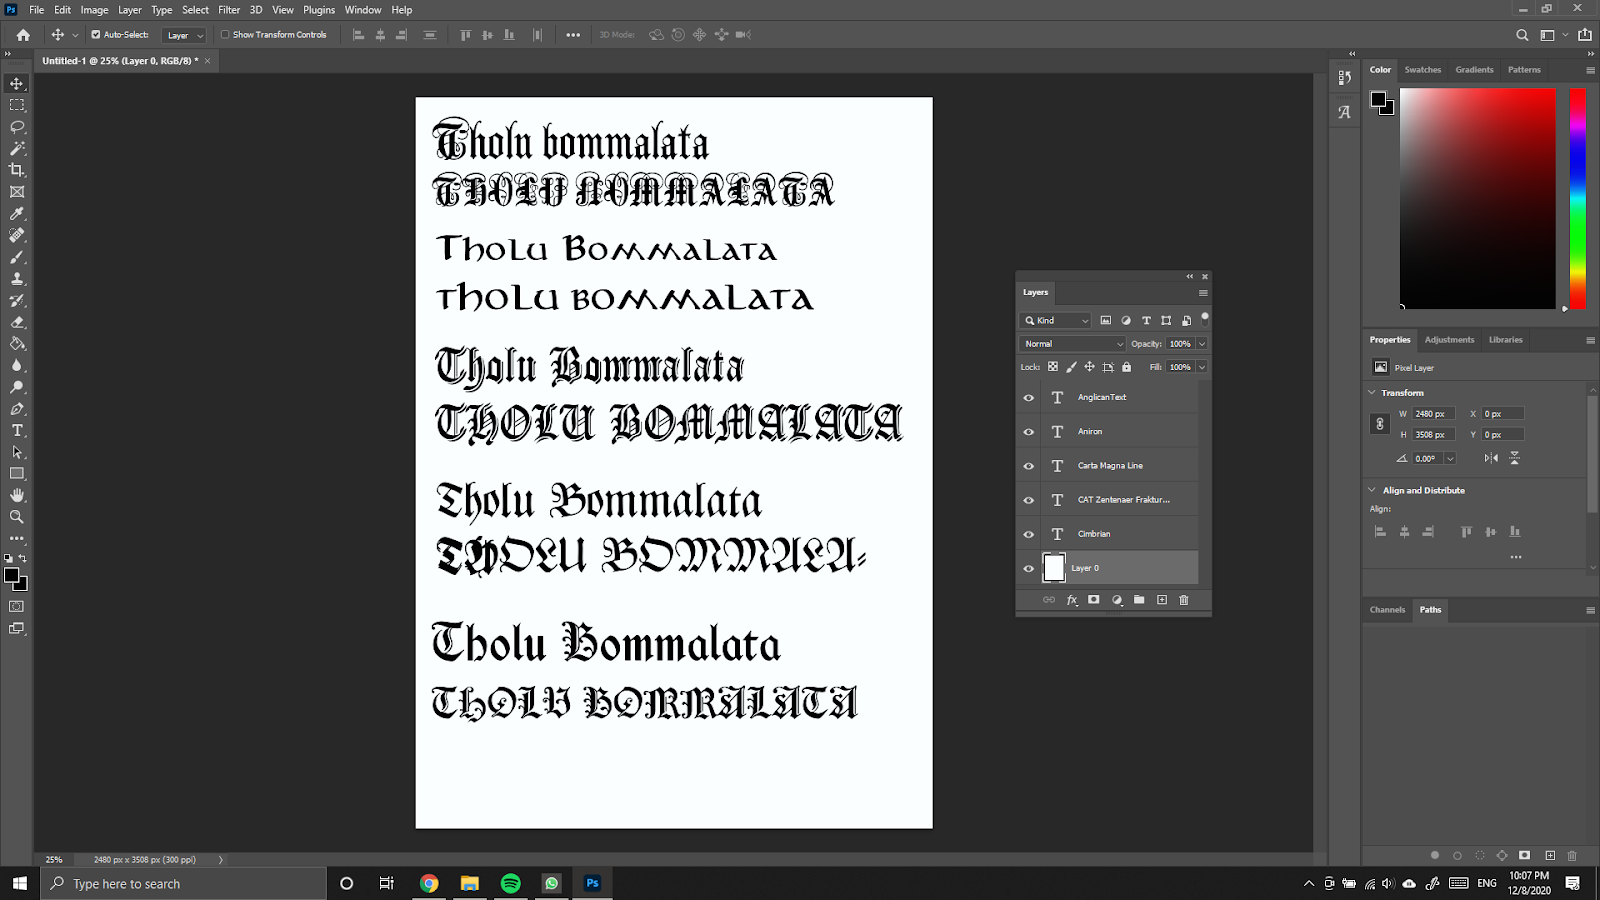 Ps File Edit Image Layer Type Select Filter 3D View Plugins Window Help
Auto-Select: Layer Show Transform Controls 3D Mode:
Untitled-1 @ 25% (Layer 0, RGB/8) *
Tholu bommalata
THOLU BOMMALATA
Tholu Bommalata
THOLU BOMMALATA
Tholu Bommalata
THOLU BOMMALATA
Tholu Bommalata
THOLU BOMMALA-
Tholu Bommalata
THOLU BOMMALATA
Layers
Kind
Normal Opacity: 100%
Lock: Fill: 100%
AnglicanText
Aniron
Carta Magna Line
CAT Zentenaer Fraktur...
Cimbrian
Layer 0
fx
Color Swatches Gradients Patterns
Properties Adjustments Libraries
Pixel Layer
Transform
W 2480 px X 0 px
H 3508 px Y 0 px
0.00°
Align and Distribute
Align:
Channels Paths
25% 2480 px x 3508 px (300 ppi)
Type here to search
Ps
ENG
10:07 PM
12/8/2020